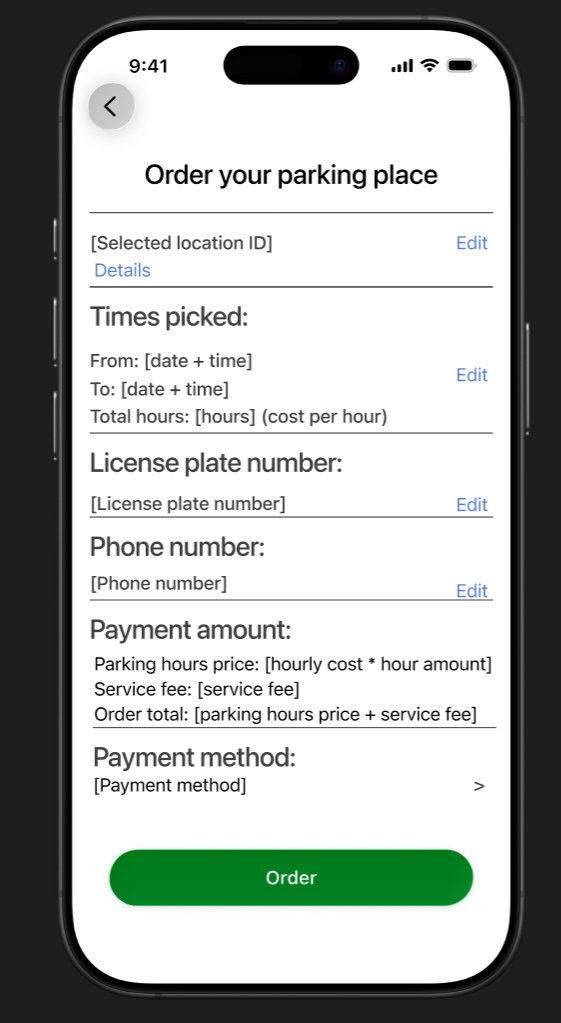 9:41
Order your parking place
[Selected location ID]
Edit
Details
Times picked:
From: [date + time]
Edit
To: [date + time]
Total hours: [hours] (cost per hour)
License plate number:
[License plate number]
Edit
Phone number:
[Phone number]
Edit
Payment amount:
Parking hours price: [hourly cost * hour amount]
Service fee: [service fee]
Order total: [parking hours price + service fee]
Payment method:
[Payment method]
>
Order